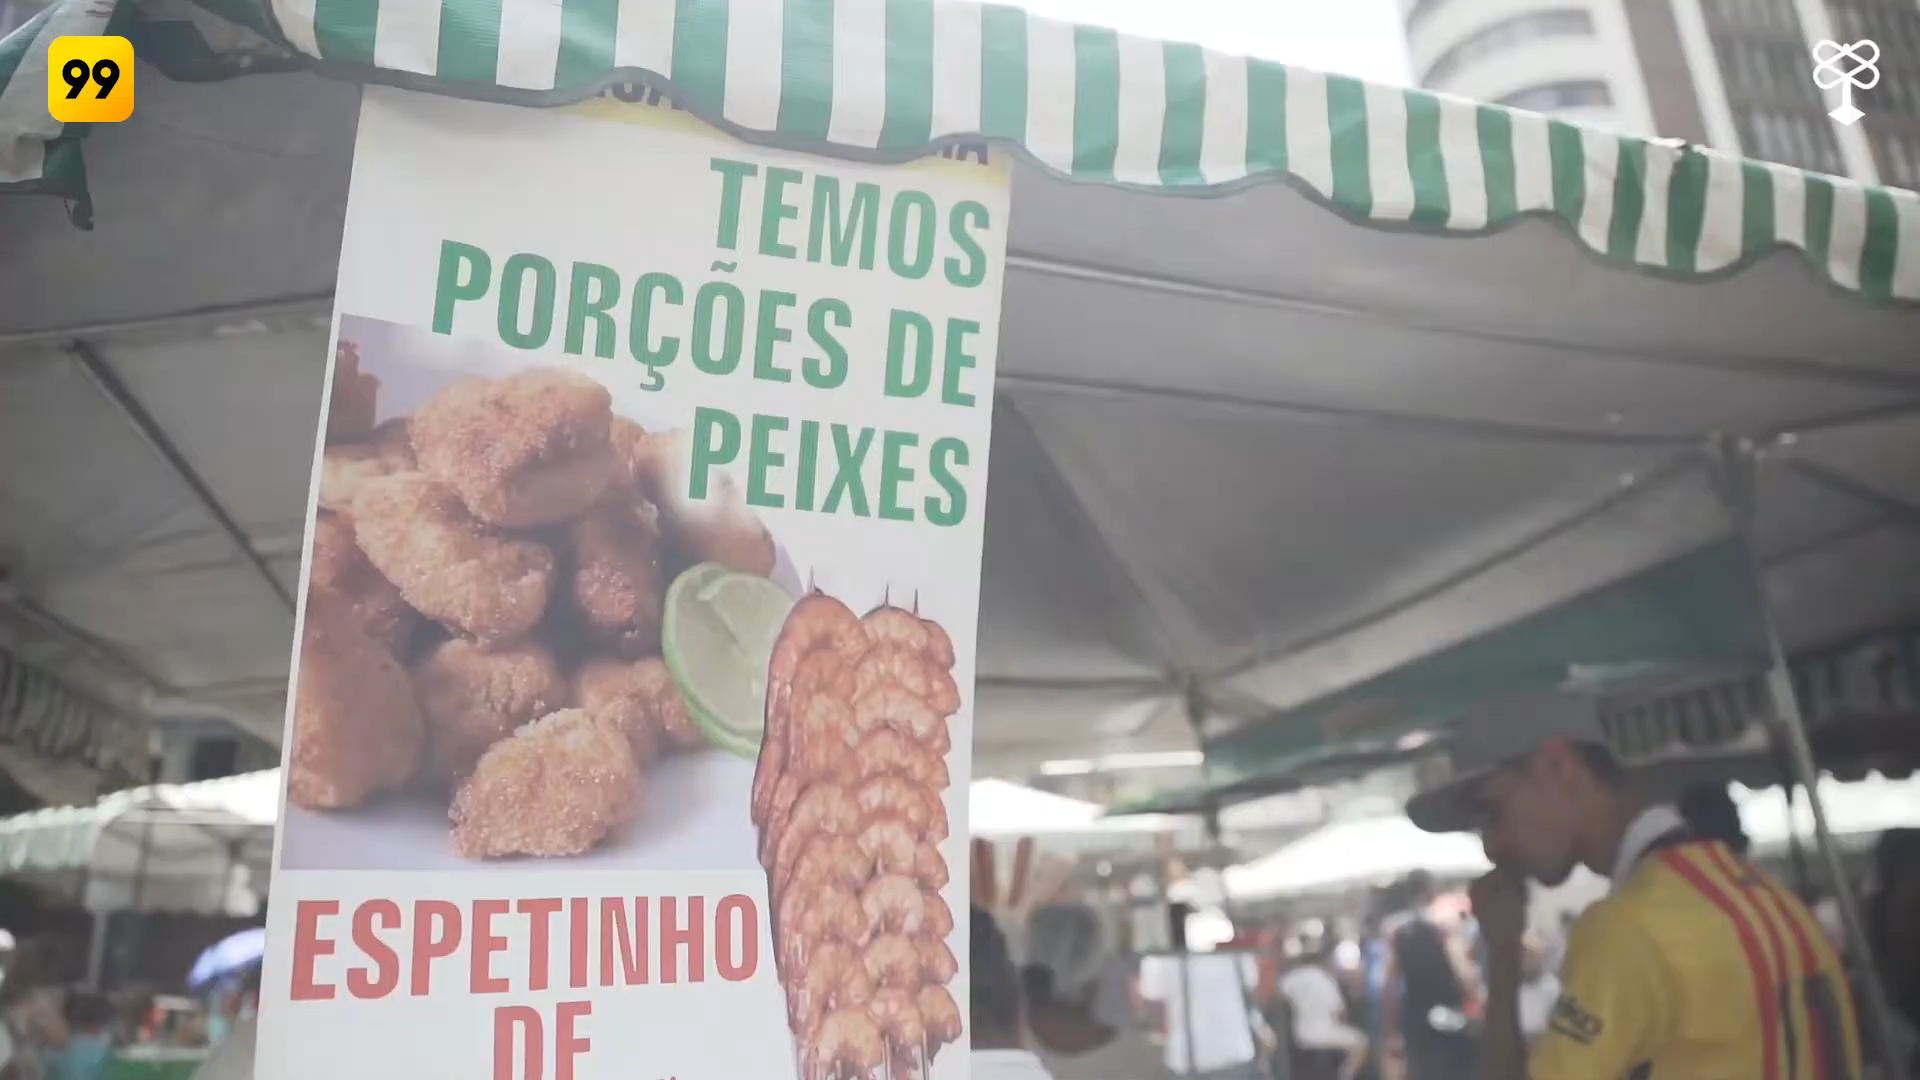 99
TEMOS
PORÇÕES DE
PEIXES
ESPETINHO
DE